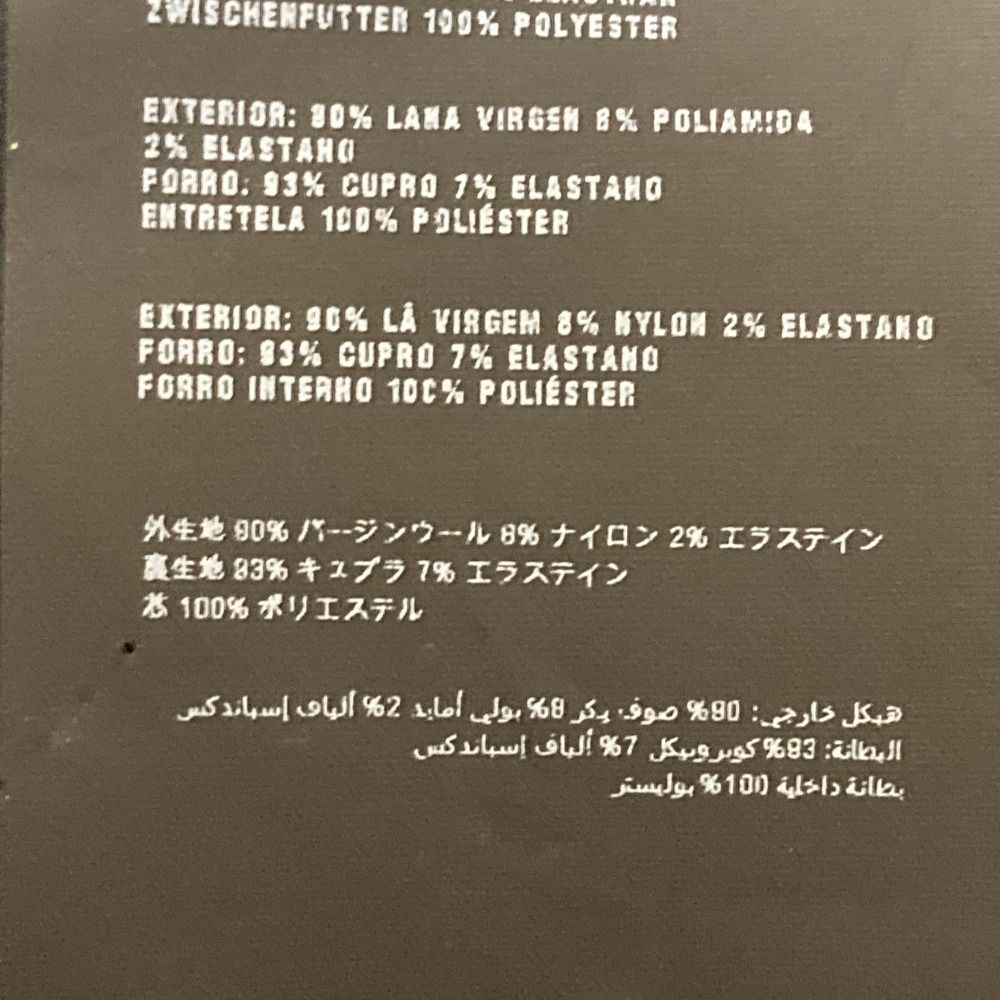 ZWISCHENFUTTER 100% POLYESTER
EXTERIOR: 90% LANA VIRGEN 8% POLIAMIDA
2% ELASTANO
FORRO: 93% CUPRO 7% ELASTANO
ENTRETELA 100% POLIÉSTER
EXTERIOR: 90% LÃ VIRGEM 8% NYLON 2% ELASTANO
FORRO: 93% CUPRO 7% ELASTANO
FORRO INTERNO 100% POLIÉSTER
外生地 90% バージンウール 8% ナイロン 2% エラステイン
裏生地 93% キュプラ 7% エラステイン
芯 100% ポリエステル
هيكل خارجي: 90% صوف بكر 8% بولي أمايد 2% ألياف إسباندكس
البطانة: 93% كوبروبيكل 7% ألياف إسباندكس
بطانة داخلية 100% بوليستر